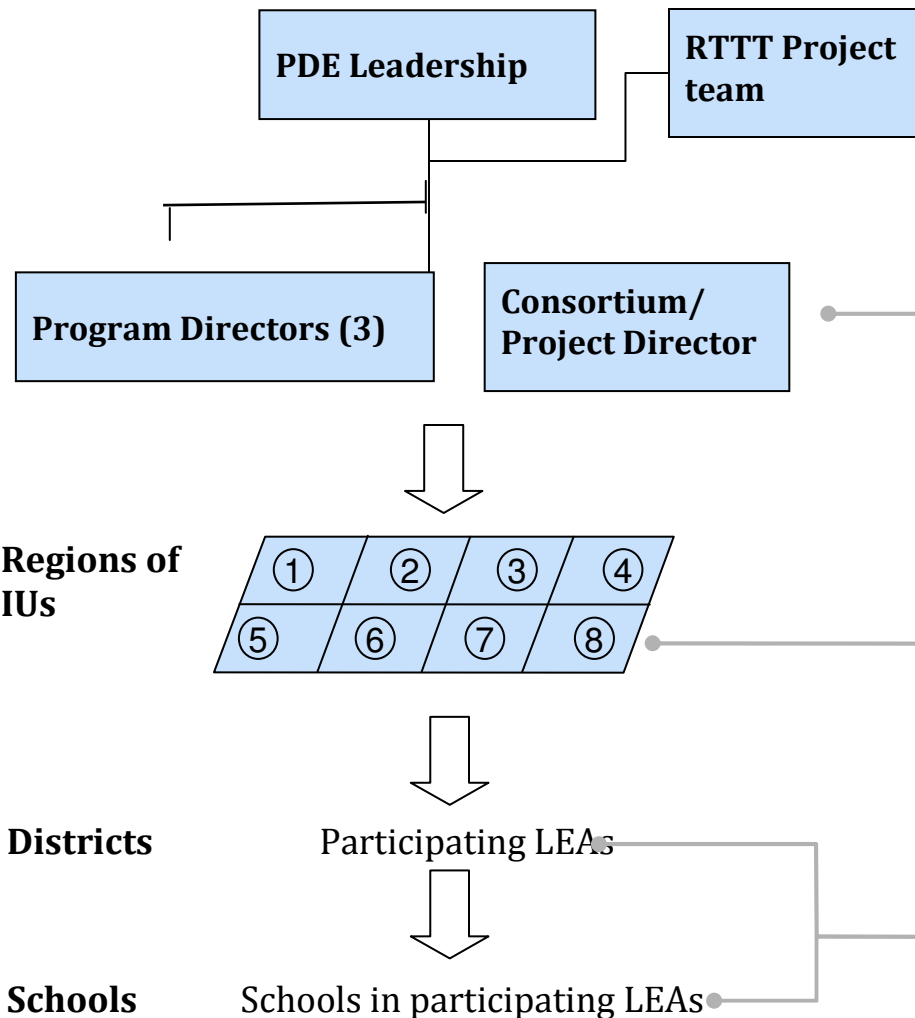 PDE Leadership
RTTT Project
team
Program Directors (3)
Consortium/
Project Director
Regions of
IUs
1 2 3 4
5 6 7 8
Districts Participating LEAs
Schools Schools in participating LEAs